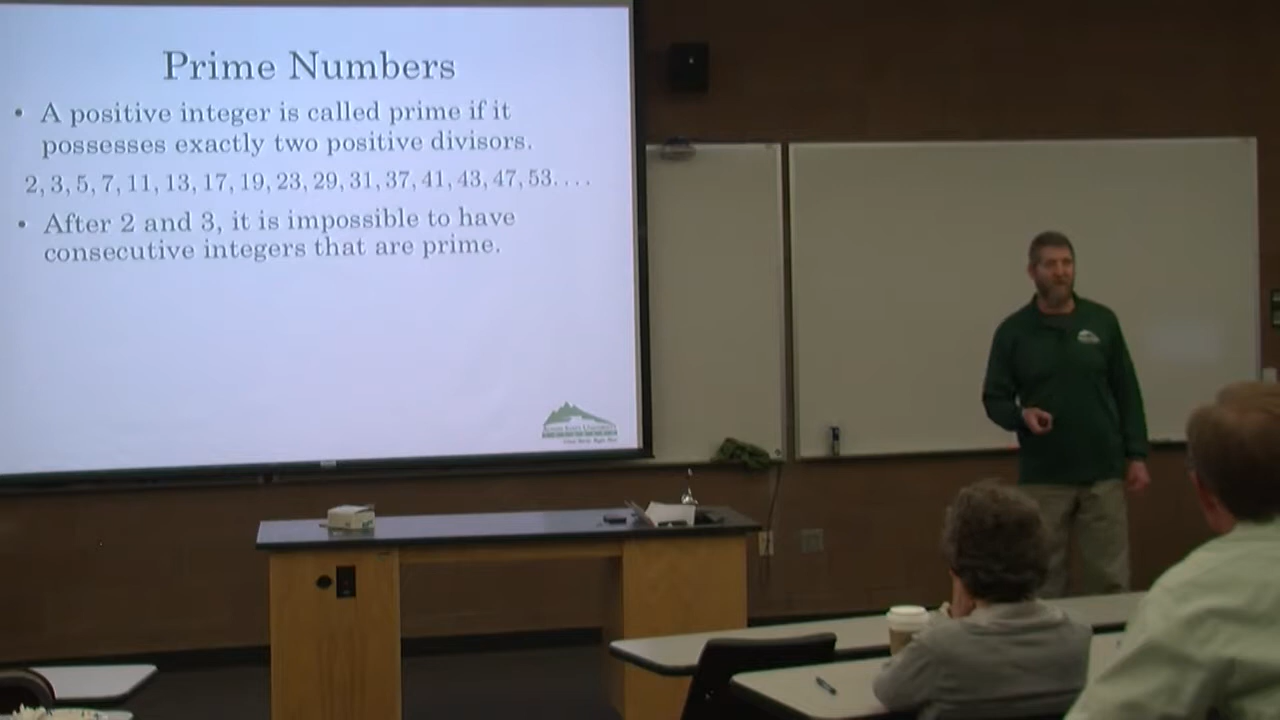 Prime Numbers
• A positive integer is called prime if it
possesses exactly two positive divisors.
2, 3, 5, 7, 11, 13, 17, 19, 23, 29, 31, 37, 41, 43, 47, 53. . . .
• After 2 and 3, it is impossible to have
consecutive integers that are prime.